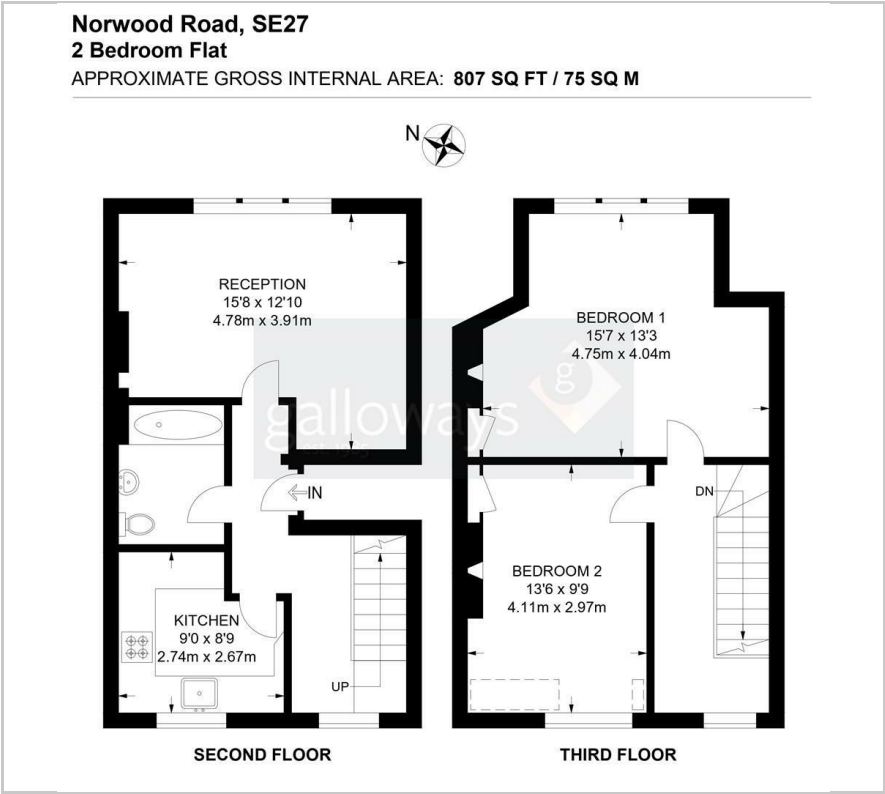 Norwood Road, SE27
2 Bedroom Flat
APPROXIMATE GROSS INTERNAL AREA: 807 SQ FT / 75 SQ M
N
RECEPTION
15'8 x 12'10
4.78m x 3.91m
IN
KITCHEN
9'0 x 8'9
2.74m x 2.67m
UP
SECOND FLOOR
BEDROOM 1
15'7 x 13'3
4.75m x 4.04m
DN
BEDROOM 2
13'6 x 9'9
4.11m x 2.97m
THIRD FLOOR
g
galloways